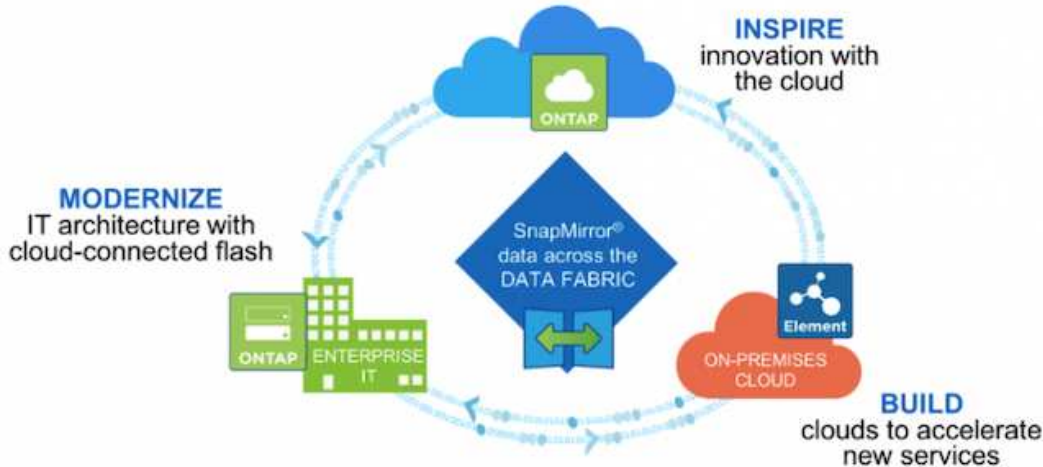 INSPIRE
innovation with
the cloud
ONTAP
MODERNIZE
IT architecture with
cloud-connected flash
SnapMirror®
data across the
DATA FABRIC
ONTAP
ENTERPRISE
IT
Element
ON-PREMISES
CLOUD
BUILD
clouds to accelerate
new services